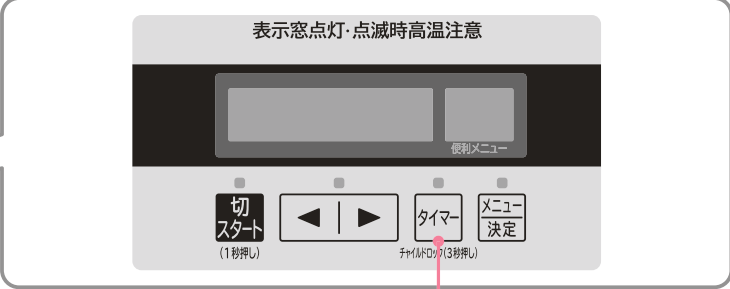 表示窓点灯･点滅時高温注意
便利メニュー
切
スタート
(1秒押し)
◀ | ▶
タイマー
チャイルドロック(3秒押し)
メニュー
決定